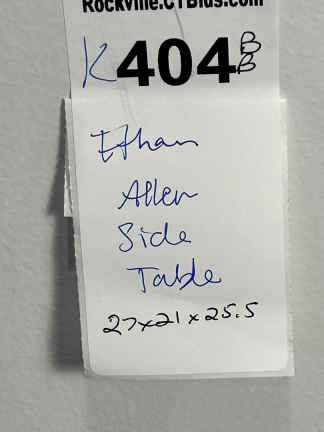 Rockville.CTBids.com
K404BB
Ethan
Allen
Side
Table
27x21x25.5